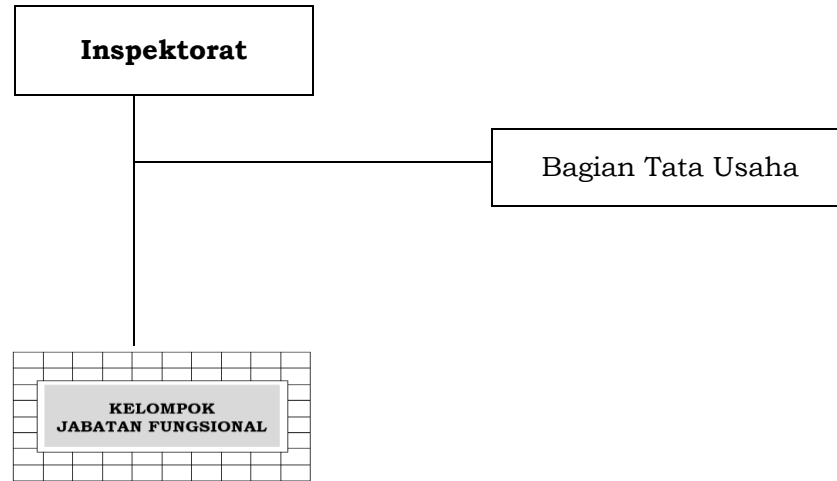 Inspektorat
Bagian Tata Usaha
KELOMPOK
JABATAN FUNGSIONAL